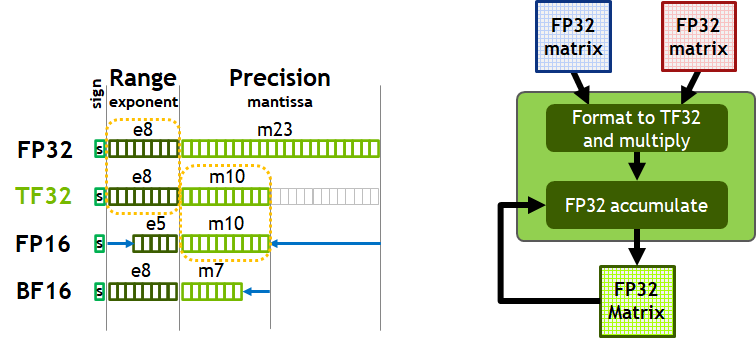 sign
Range
exponent
Precision
mantissa
FP32
s
e8
m23
TF32
s
e8
m10
FP16
s
e5
m10
BF16
s
e8
m7
FP32
matrix
FP32
matrix
Format to TF32
and multiply
FP32 accumulate
FP32
Matrix